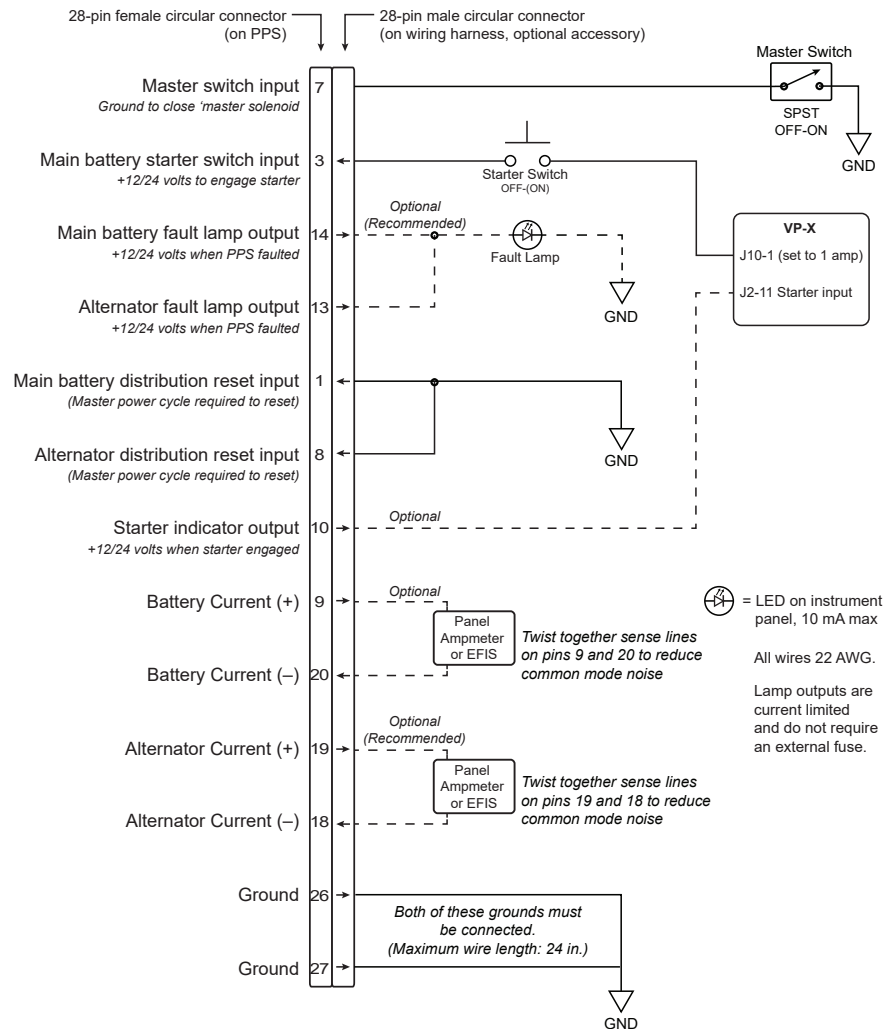 28-pin female circular connector
(on PPS)
28-pin male circular connector
(on wiring harness, optional accessory)
Master Switch
Master switch input
Ground to close ‘master solenoid
7
SPST
OFF-ON
GND
Main battery starter switch input
+12/24 volts to engage starter
3
Starter Switch
OFF-(ON)
VP-X
J10-1 (set to 1 amp)
J2-11 Starter input
Main battery fault lamp output
+12/24 volts when PPS faulted
14
Optional
(Recommended)
Fault Lamp
GND
Alternator fault lamp output
+12/24 volts when PPS faulted
13
Main battery distribution reset input
(Master power cycle required to reset)
1
Alternator distribution reset input
(Master power cycle required to reset)
8
GND
Starter indicator output
+12/24 volts when starter engaged
10
Optional
Battery Current (+)
9
Optional
Panel
Ampmeter
or EFIS
Twist together sense lines
on pins 9 and 20 to reduce
common mode noise
Battery Current (–)
20
= LED on instrument
panel, 10 mA max
All wires 22 AWG.
Lamp outputs are
current limited
and do not require
an external fuse.
Alternator Current (+)
19
Optional
(Recommended)
Panel
Ampmeter
or EFIS
Twist together sense lines
on pins 19 and 18 to reduce
common mode noise
Alternator Current (–)
18
Ground
26
Both of these grounds must
be connected.
(Maximum wire length: 24 in.)
Ground
27
GND